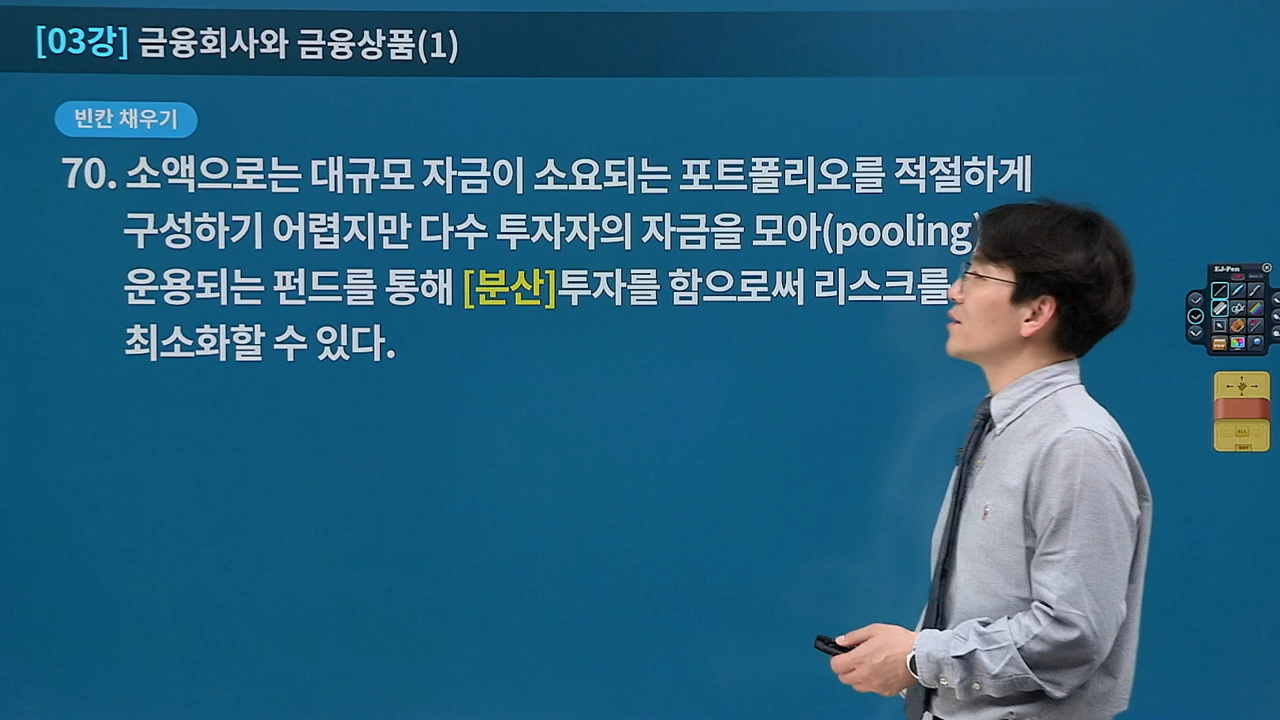 [03강] 금융회사와 금융상품(1)
빈칸 채우기
70. 소액으로는 대규모 자금이 소요되는 포트폴리오를 적절하게
구성하기 어렵지만 다수 투자자의 자금을 모아(pooling)
운용되는 펀드를 통해 [분산]투자를 함으로써 리스크를
최소화할 수 있다.
EJ-Pen
ALL